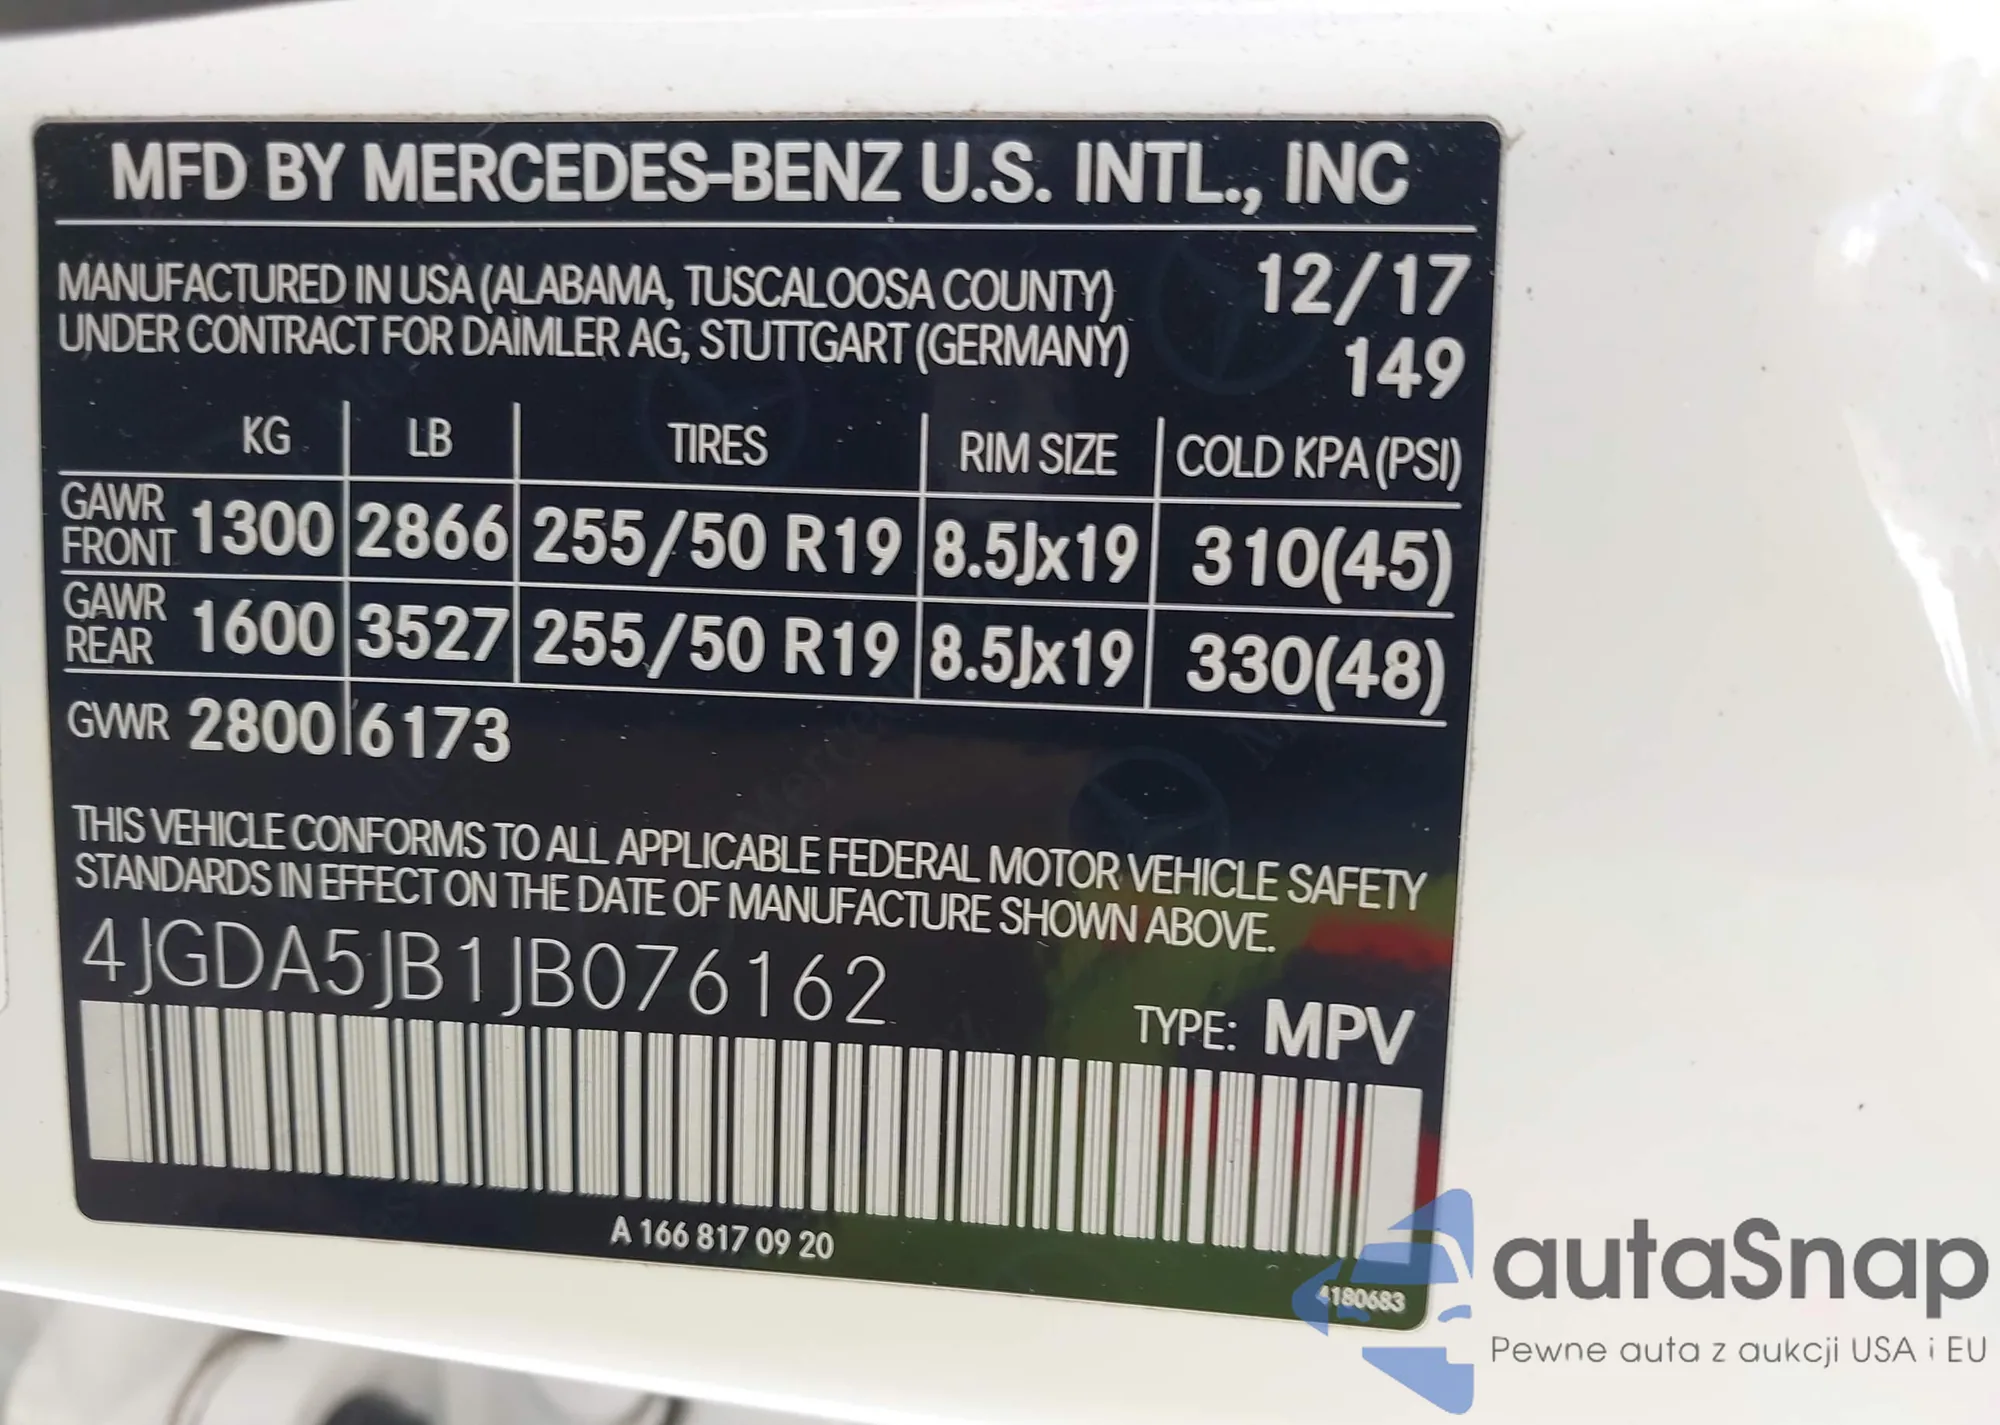 MFD BY MERCEDES-BENZ U.S. INTL., INC
MANUFACTURED IN USA (ALABAMA, TUSCALOOSA COUNTY) 12/17
UNDER CONTRACT FOR DAIMLER AG, STUTTGART (GERMANY) 149
KG LB TIRES RIM SIZE COLD KPA (PSI)
GAWR FRONT 1300 2866 255/50 R19 8.5Jx19 310(45)
GAWR REAR 1600 3527 255/50 R19 8.5Jx19 330(48)
GVWR 2800 6173
THIS VEHICLE CONFORMS TO ALL APPLICABLE FEDERAL MOTOR VEHICLE SAFETY
STANDARDS IN EFFECT ON THE DATE OF MANUFACTURE SHOWN ABOVE.
4JGDA5JB1JB076162
TYPE: MPV
A 166 817 09 20
4180683
autaSnap
Pewne auta z aukcji USA i EU